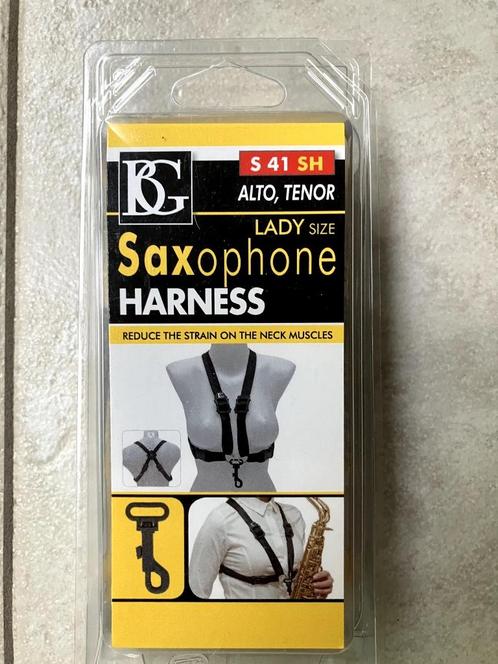 BG
S 41 SH
ALTO, TENOR
LADY SIZE
Saxophone
HARNESS
REDUCE THE STRAIN ON THE NECK MUSCLES